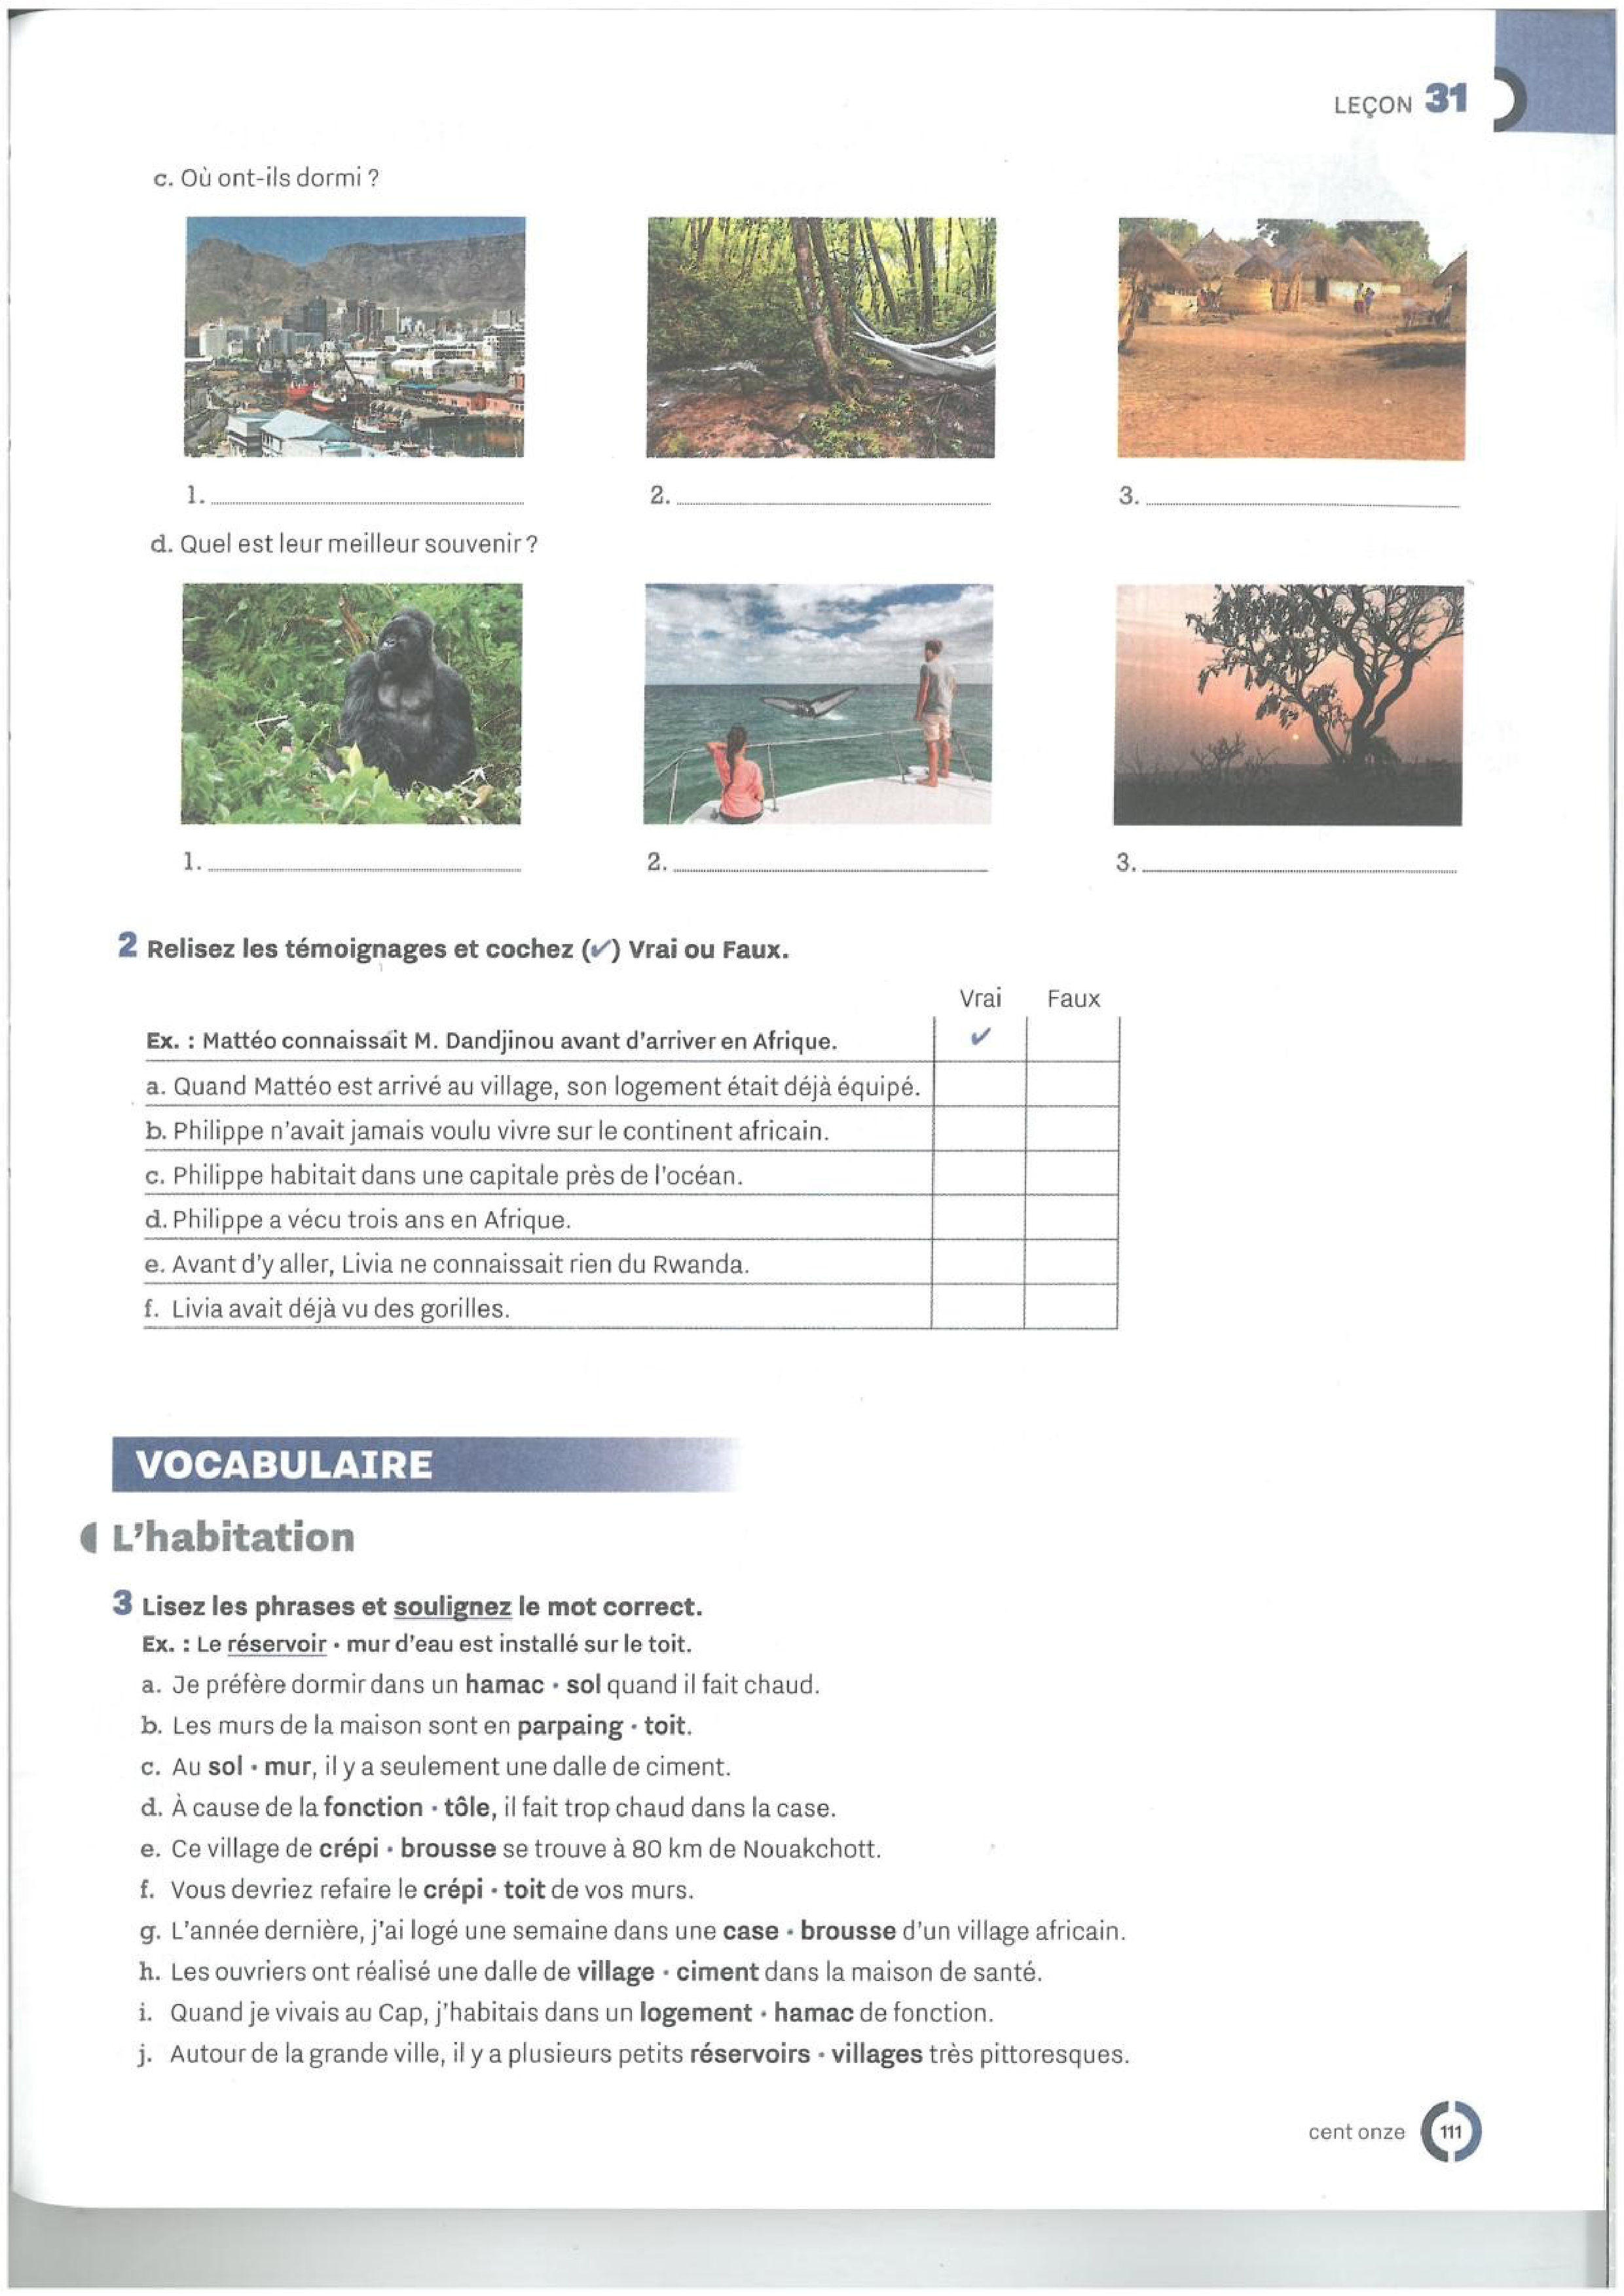 LEÇON 31
c. Où ont-ils dormi ?
1.
2.
3.
d. Quel est leur meilleur souvenir ?
1.
2.
3.
2 Relisez les témoignages et cochez (✔) Vrai ou Faux.
Vrai Faux
Ex. : Mattéo connaissait M. Dandjinou avant d'arriver en Afrique. ✔
a. Quand Mattéo est arrivé au village, son logement était déjà équipé.
b. Philippe n'avait jamais voulu vivre sur le continent africain.
c. Philippe habitait dans une capitale près de l'océan.
d. Philippe a vécu trois ans en Afrique.
e. Avant d'y aller, Livia ne connaissait rien du Rwanda.
f. Livia avait déjà vu des gorilles.
VOCABULAIRE
L'habitation
3 Lisez les phrases et soulignez le mot correct.
Ex. : Le réservoir • mur d'eau est installé sur le toit.
a. Je préfère dormir dans un hamac • sol quand il fait chaud.
b. Les murs de la maison sont en parpaing • toit.
c. Au sol • mur, il y a seulement une dalle de ciment.
d. À cause de la fonction • tôle, il fait trop chaud dans la case.
e. Ce village de crépi • brousse se trouve à 80 km de Nouakchott.
f. Vous devriez refaire le crépi • toit de vos murs.
g. L'année dernière, j'ai logé une semaine dans une case • brousse d'un village africain.
h. Les ouvriers ont réalisé une dalle de village • ciment dans la maison de santé.
i. Quand je vivais au Cap, j'habitais dans un logement • hamac de fonction.
j. Autour de la grande ville, il y a plusieurs petits réservoirs • villages très pittoresques.
cent onze 111